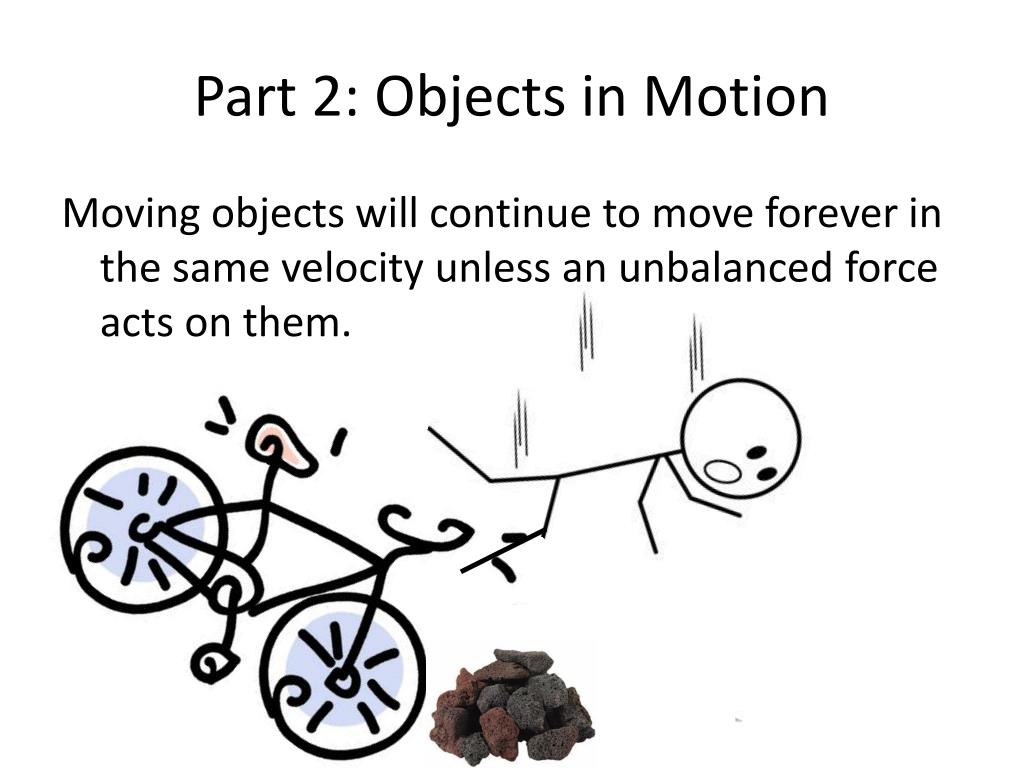 Part 2: Objects in Motion
Moving objects will continue to move forever in
the same velocity unless an unbalanced force
acts on them.